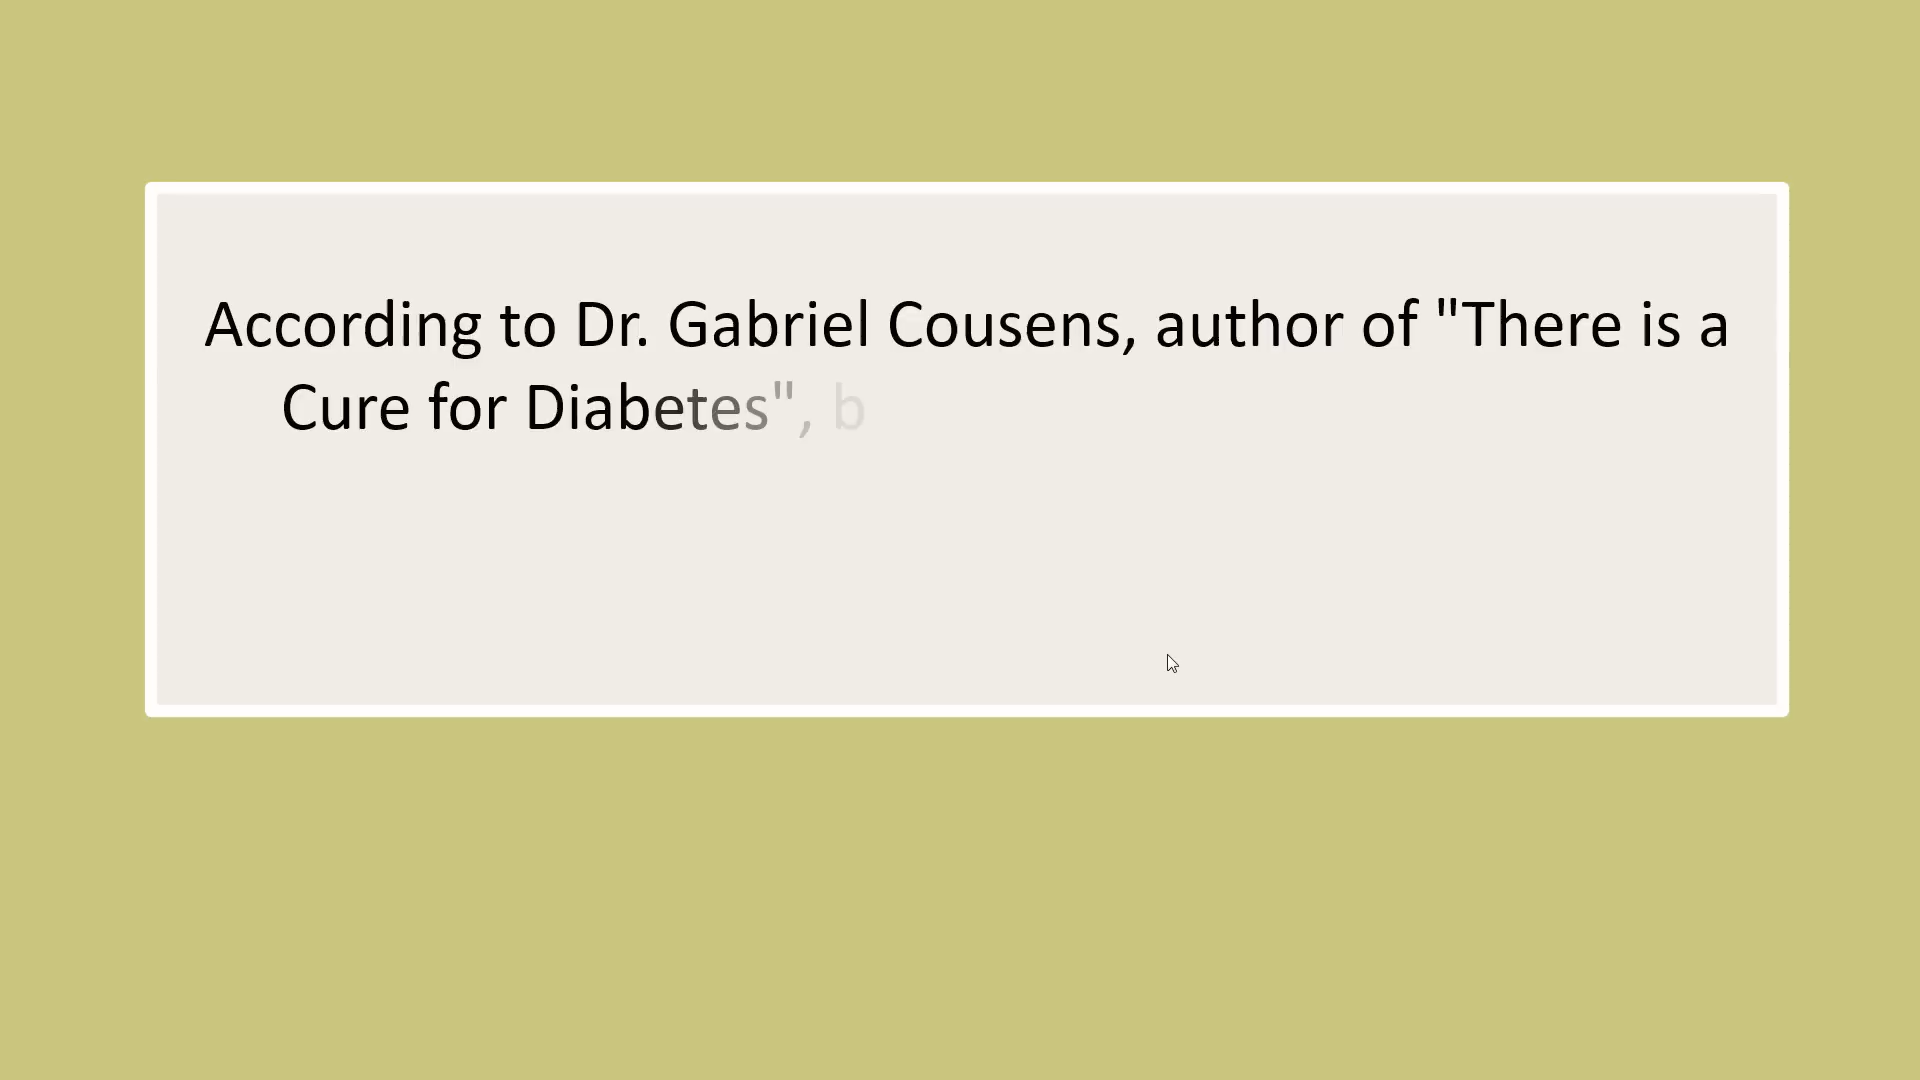 According to Dr. Gabriel Cousens, author of "There is a
Cure for Diabetes", b